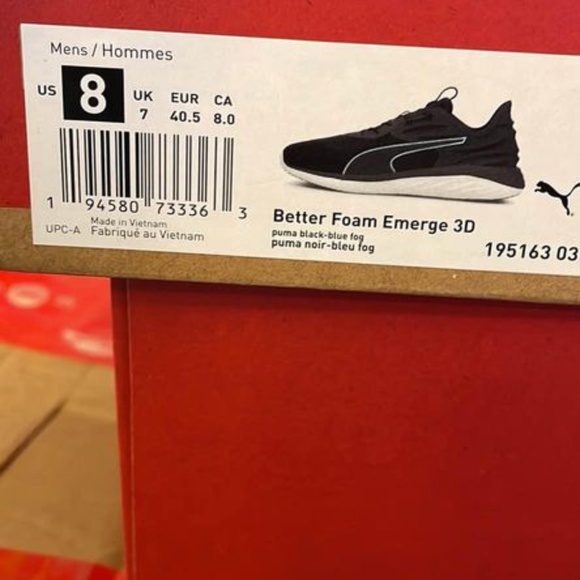 Mens / Hommes
US 8 UK 7 EUR 40.5 CA 8.0
1 94580 73336 3
UPC-A Made in Vietnam
Fabriqué au Vietnam
Better Foam Emerge 3D
puma black-blue fog
puma noir-bleu fog
195163 03